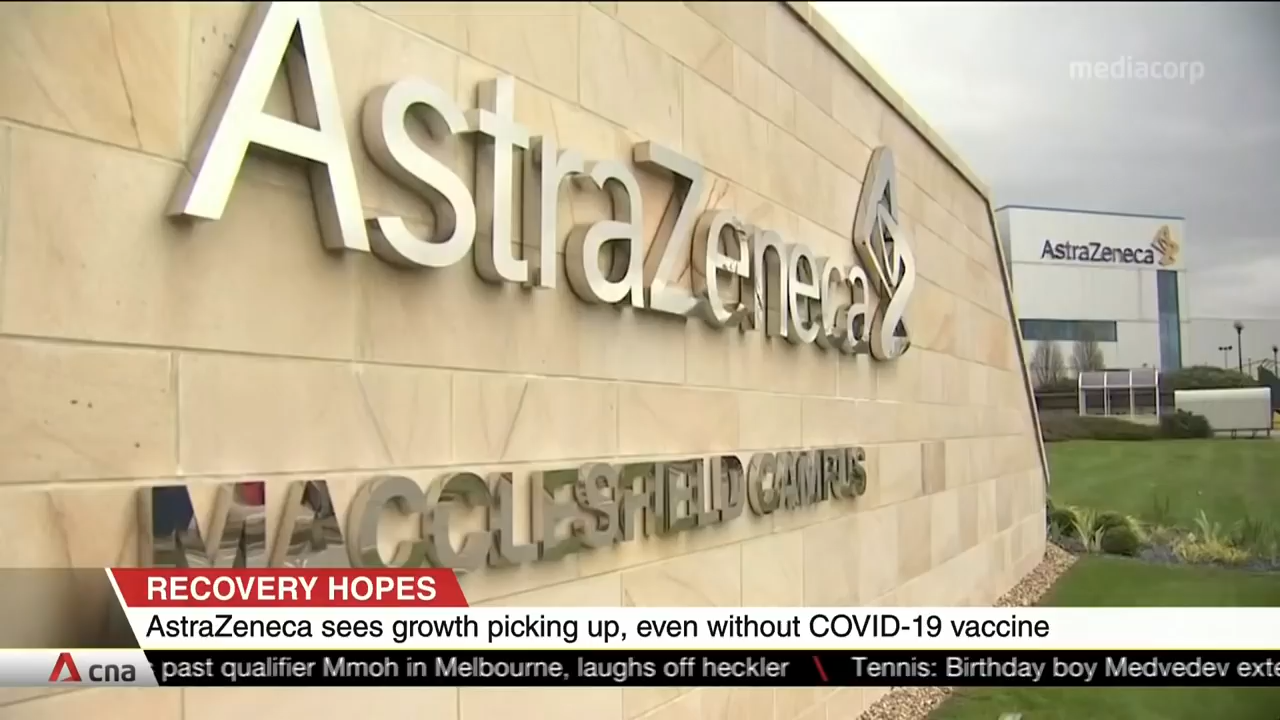 mediacorp
AstraZeneca
AstraZeneca
MACCLESFIELD CAMPUS
RECOVERY HOPES
AstraZeneca sees growth picking up, even without COVID-19 vaccine
cna past qualifier Mmoh in Melbourne, laughs off heckler \ Tennis: Birthday boy Medvedev exte